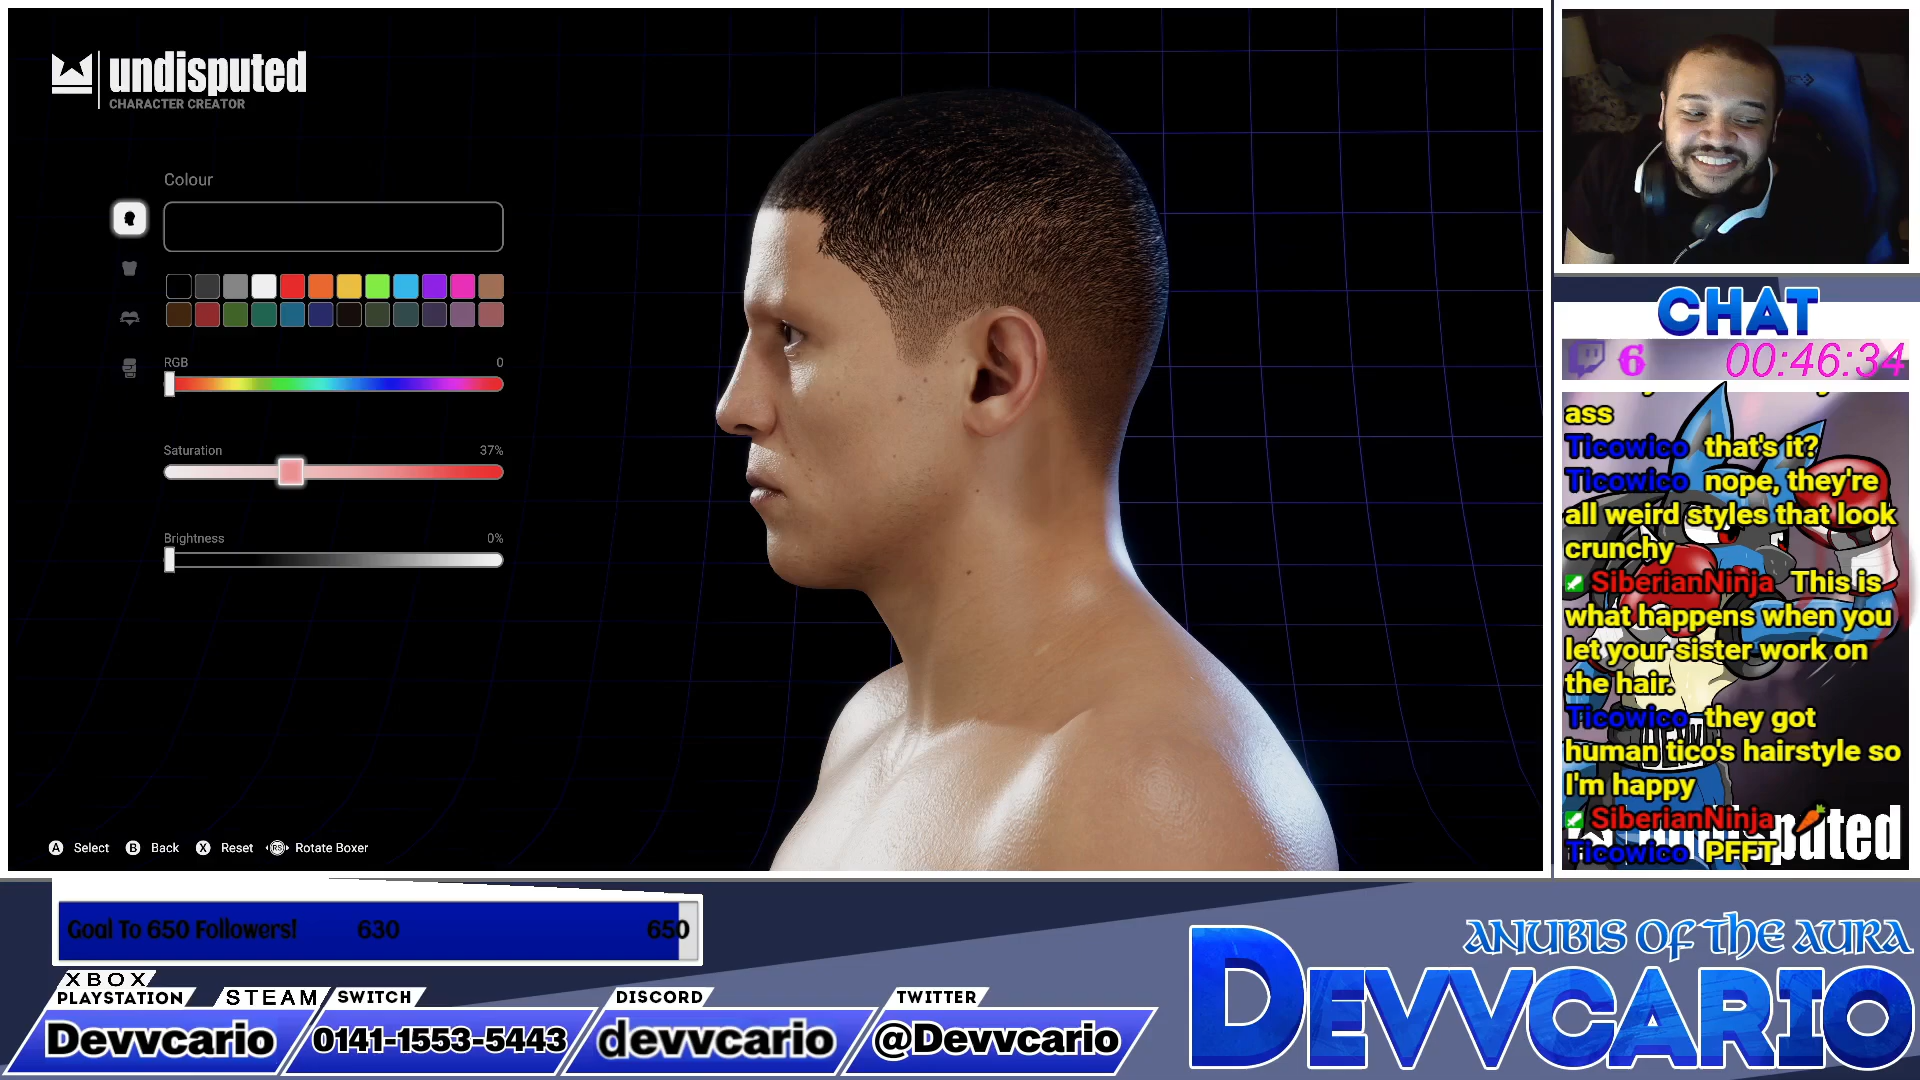 undisputed
CHARACTER CREATOR
Colour
RGB 0
Saturation 37%
Brightness 0%
A Select B Back X Reset RS Rotate Boxer
CHAT
6 00:46:34
ass
Ticowico that's it?
Ticowico nope, they're
all weird styles that look
crunchy
SiberianNinja This is
what happens when you
let your sister work on
the hair.
Ticowico they got
human tico's hairstyle so
I'm happy
SiberianNinja
Ticowico PFFT
Goal To 650 Followers! 630 650
XBOX
PLAYSTATION STEAM SWITCH DISCORD TWITTER
Devvcario 0141-1553-5443 devvcario @Devvcario
ANUBIS OF THE AURA
DEVVCARIO